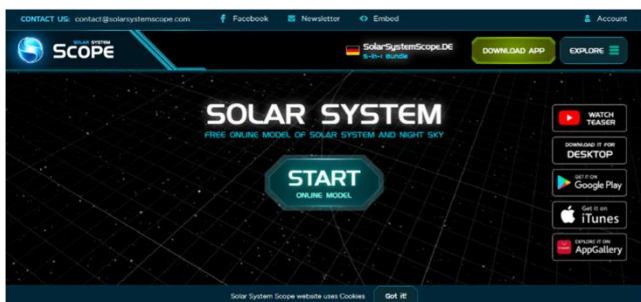 CONTACT US: contact@solarsystemscope.com Facebook Newsletter Embed Account
SOLAR SYSTEM
SCOPE
SolarSystemScope.DE
5-in-1 BUNDLE
DOWNLOAD APP
EXPLORE
SOLAR SYSTEM
FREE ONLINE MODEL OF SOLAR SYSTEM AND NIGHT SKY
START
ONLINE MODEL
WATCH
TEASER
DOWNLOAD IT FOR
DESKTOP
GET IT ON
Google Play
Get it on
iTunes
EXPLORE IT ON
AppGallery
Solar System Scope website uses Cookies Got it!